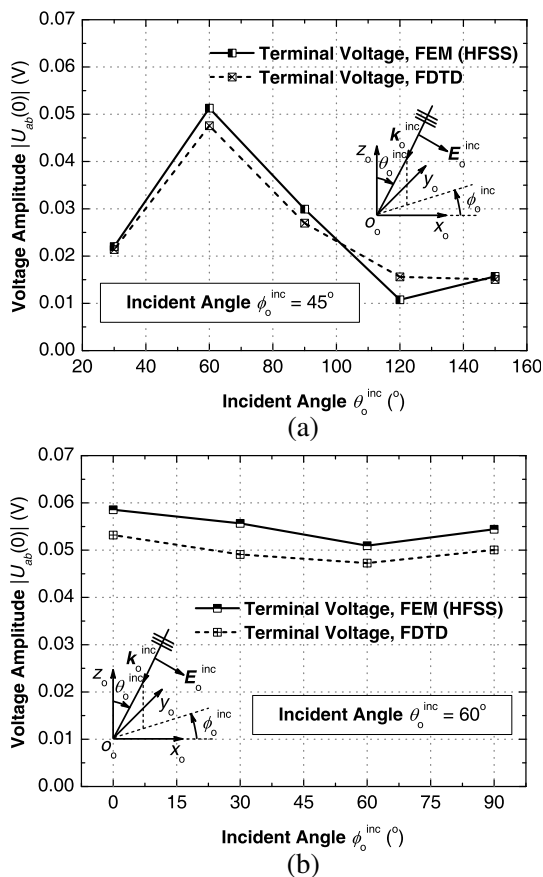 0.07
0.06
0.05
0.04
0.03
0.02
0.01
0.00
Voltage Amplitude |U_ab(0)| (V)
Terminal Voltage, FEM (HFSS)
Terminal Voltage, FDTD
k_o^inc
E_o^inc
z_o
θ_o^inc
y_o
ϕ_o^inc
o_o
x_o
Incident Angle ϕ_o^inc = 45°
20 40 60 80 100 120 140 160
Incident Angle θ_o^inc (°)
(a)
0.07
0.06
0.05
0.04
0.03
0.02
0.01
0.00
Voltage Amplitude |U_ab(0)| (V)
Terminal Voltage, FEM (HFSS)
Terminal Voltage, FDTD
k_o^inc
E_o^inc
z_o
θ_o^inc
y_o
ϕ_o^inc
o_o
x_o
Incident Angle θ_o^inc = 60°
0 15 30 45 60 75 90
Incident Angle ϕ_o^inc (°)
(b)